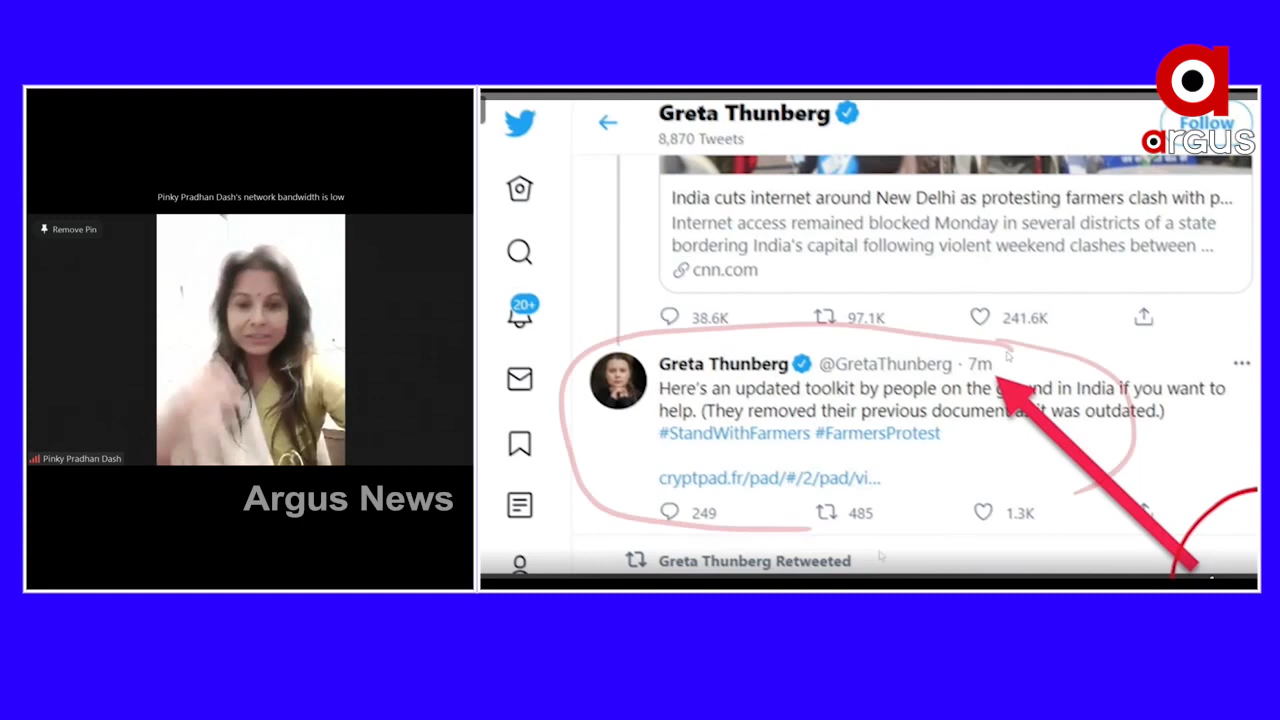 argus
Pinky Pradhan Dash's network bandwidth is low
Remove Pin
Pinky Pradhan Dash
Argus News
Greta Thunberg
8,870 Tweets
Follow
India cuts internet around New Delhi as protesting farmers clash with p...
Internet access remained blocked Monday in several districts of a state
bordering India's capital following violent weekend clashes between ...
cnn.com
38.6K 97.1K 241.6K
20+
Greta Thunberg @GretaThunberg · 7m
Here's an updated toolkit by people on the ground in India if you want to
help. (They removed their previous document as it was outdated.)
#StandWithFarmers #FarmersProtest
cryptpad.fr/pad/#/2/pad/vi...
249 485 1.3K
Greta Thunberg Retweeted